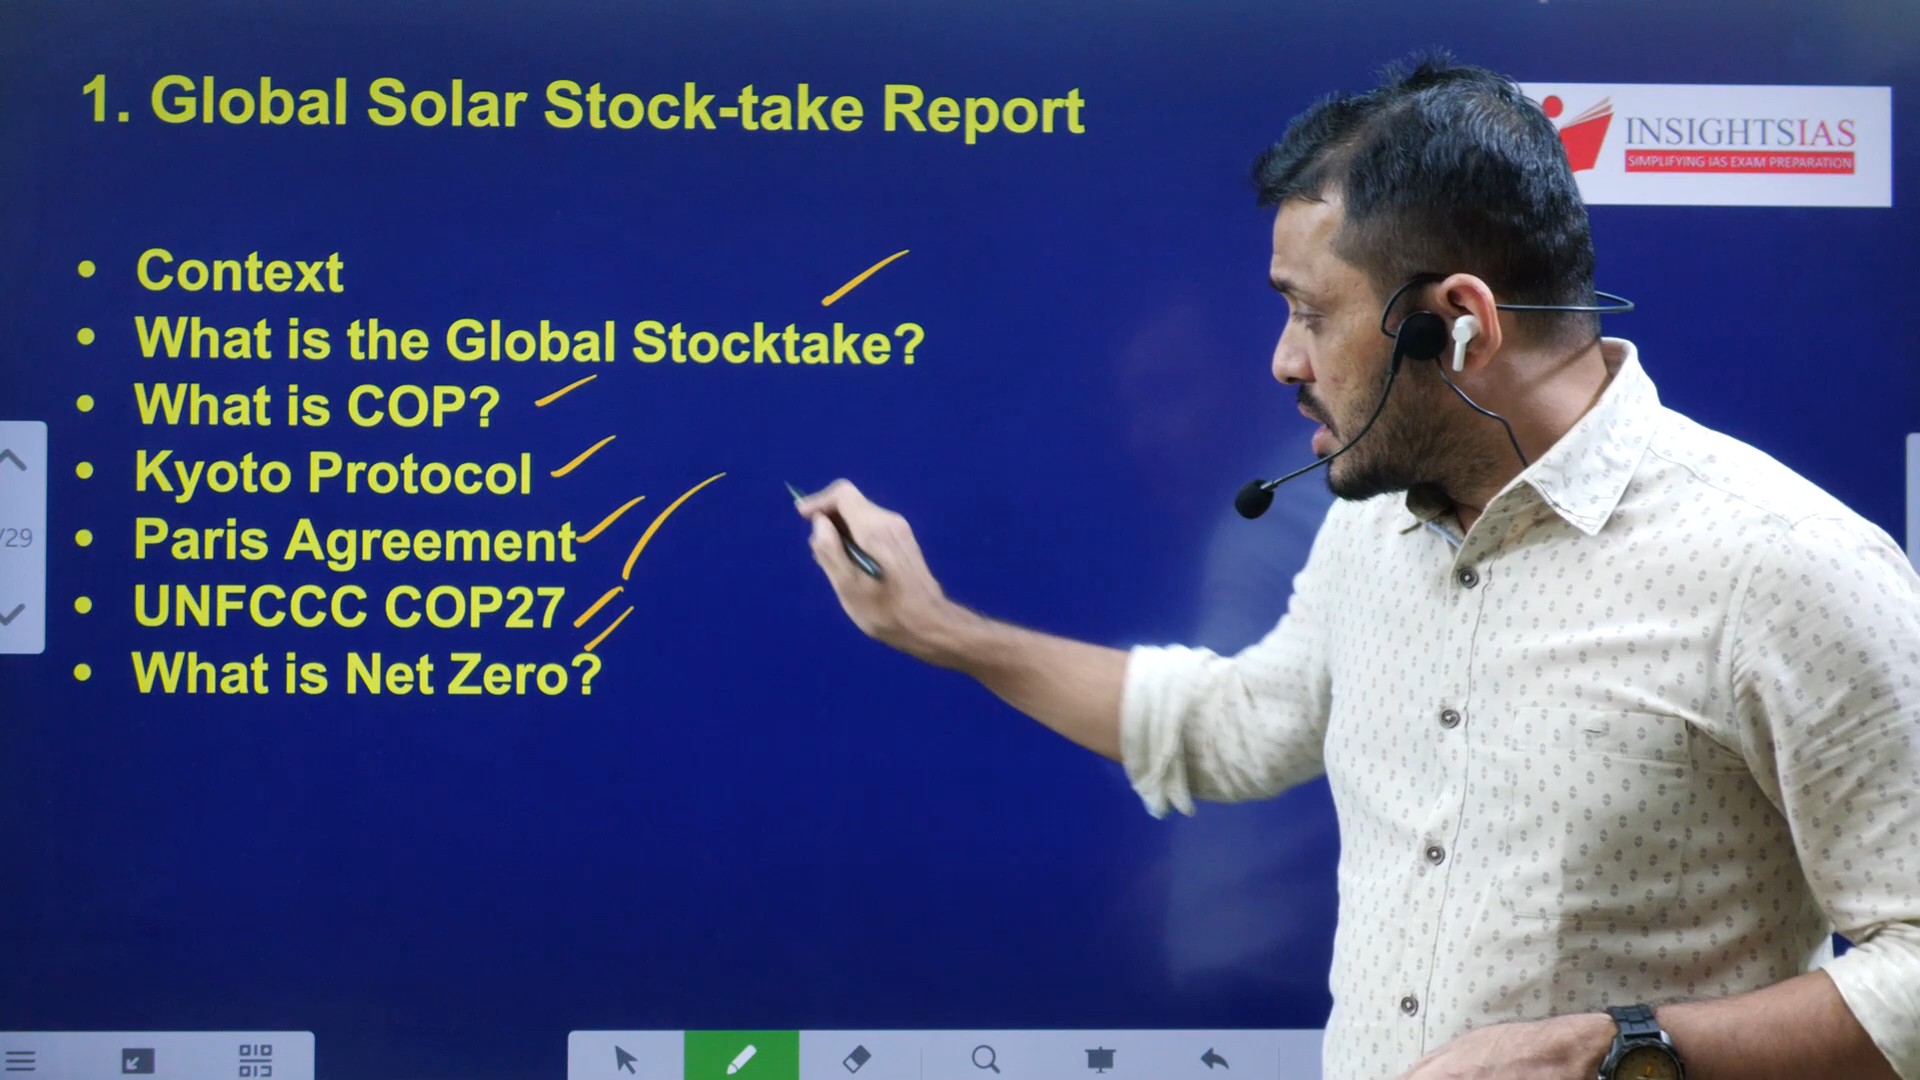 1. Global Solar Stock-take Report
INSIGHTSIAS
SIMPLIFYING IAS EXAM PREPARATION
• Context
• What is the Global Stocktake?
• What is COP?
• Kyoto Protocol
• Paris Agreement
• UNFCCC COP27
• What is Net Zero?
/29